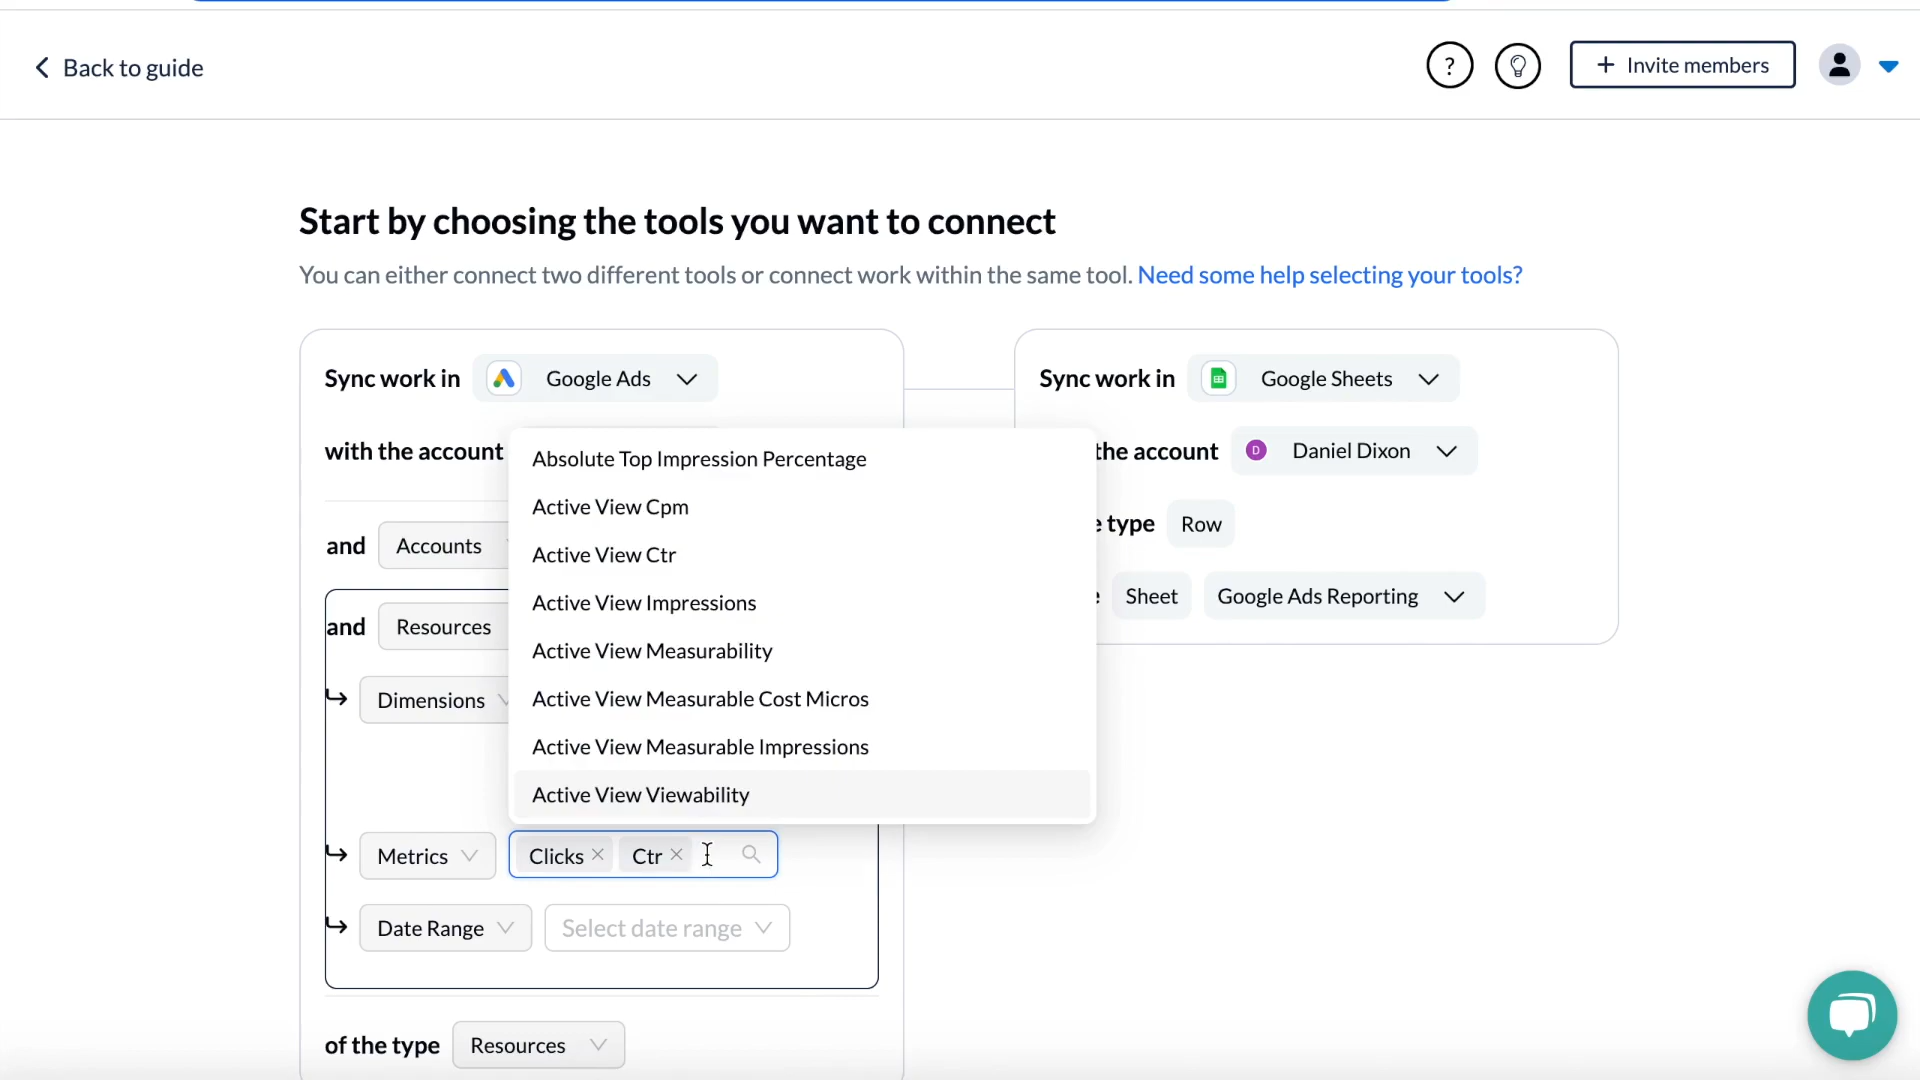 Back to guide
?
+ Invite members
Start by choosing the tools you want to connect
You can either connect two different tools or connect work within the same tool. Need some help selecting your tools?
Sync work in Google Ads
with the account
and Accounts
and Resources
Dimensions
Absolute Top Impression Percentage
Active View Cpm
Active View Ctr
Active View Impressions
Active View Measurability
Active View Measurable Cost Micros
Active View Measurable Impressions
Active View Viewability
Metrics Clicks × Ctr ×
Date Range Select date range
of the type Resources
Sync work in Google Sheets
the account D Daniel Dixon
e type Row
e Sheet Google Ads Reporting